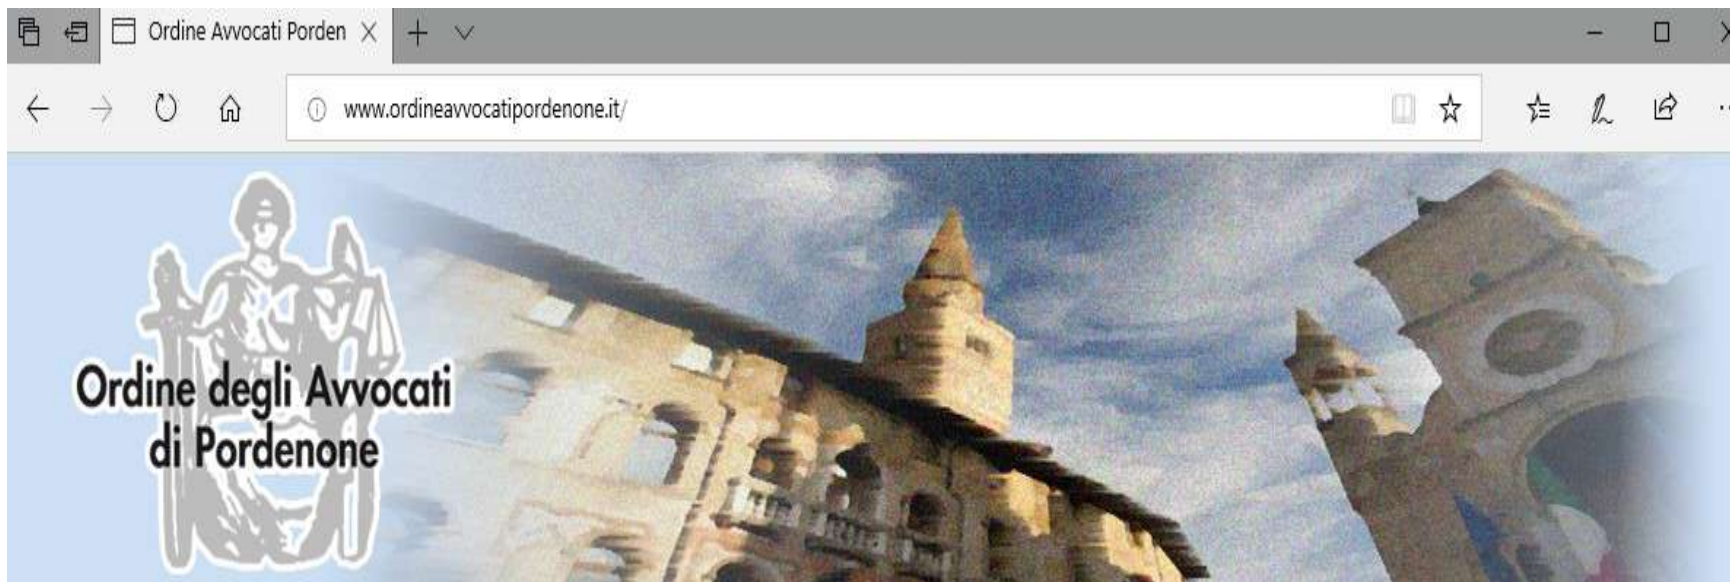 Ordine Avvocati Porden
www.ordineavvocatipordenone.it/
Ordine degli Avvocati
di Pordenone